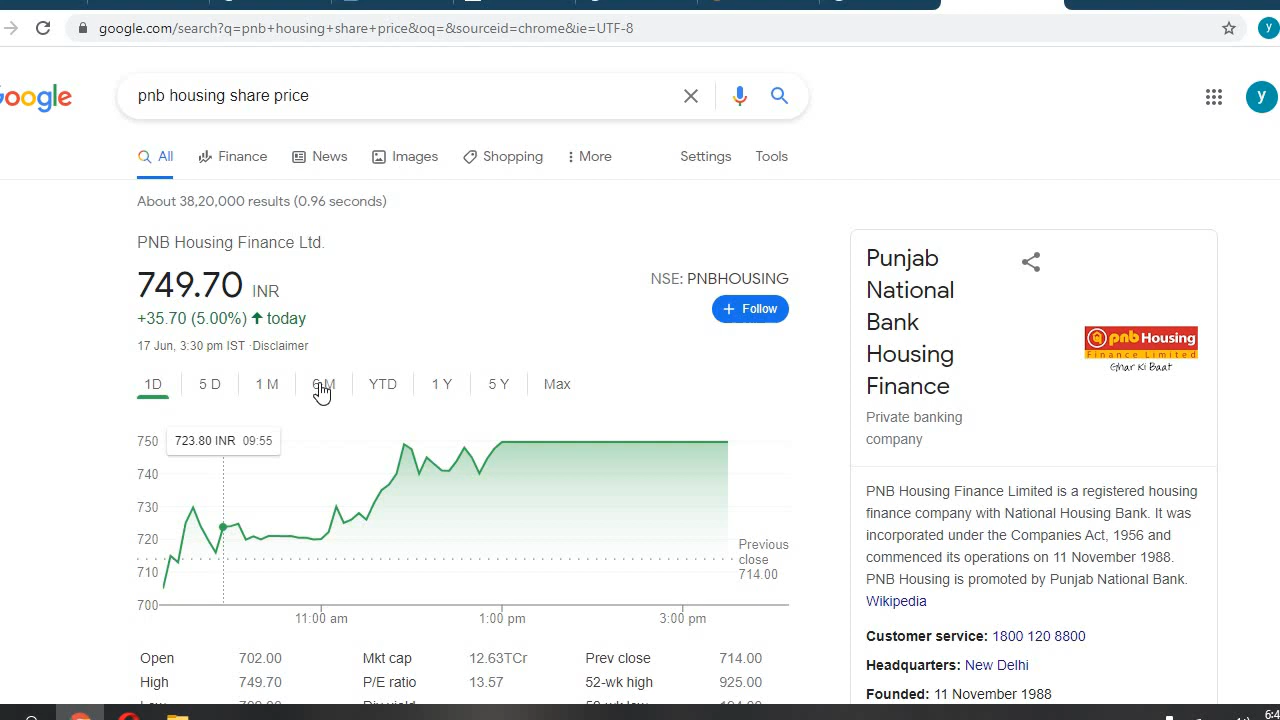 google.com/search?q=pnb+housing+share+price&oq=&sourceid=chrome&ie=UTF-8
y
Google
pnb housing share price
y
All
Finance
News
Images
Shopping
More
Settings
Tools
About 38,20,000 results (0.96 seconds)
PNB Housing Finance Ltd.
749.70 INR
NSE: PNBHOUSING
+35.70 (5.00%) today
+ Follow
17 Jun, 3:30 pm IST ·Disclaimer
1D
5 D
1 M
6 M
YTD
1 Y
5 Y
Max
723.80 INR 09:55
750
740
730
720
710
700
Previous
close
714.00
11:00 am
1:00 pm
3:00 pm
Open 702.00 Mkt cap 12.63TCr Prev close 714.00
High 749.70 P/E ratio 13.57 52-wk high 925.00
Punjab
National
Bank
Housing
Finance
pnb Housing
Finance Limited
Ghar Ki Baat
Private banking
company
PNB Housing Finance Limited is a registered housing
finance company with National Housing Bank. It was
incorporated under the Companies Act, 1956 and
commenced its operations on 11 November 1988.
PNB Housing is promoted by Punjab National Bank.
Wikipedia
Customer service: 1800 120 8800
Headquarters: New Delhi
Founded: 11 November 1988